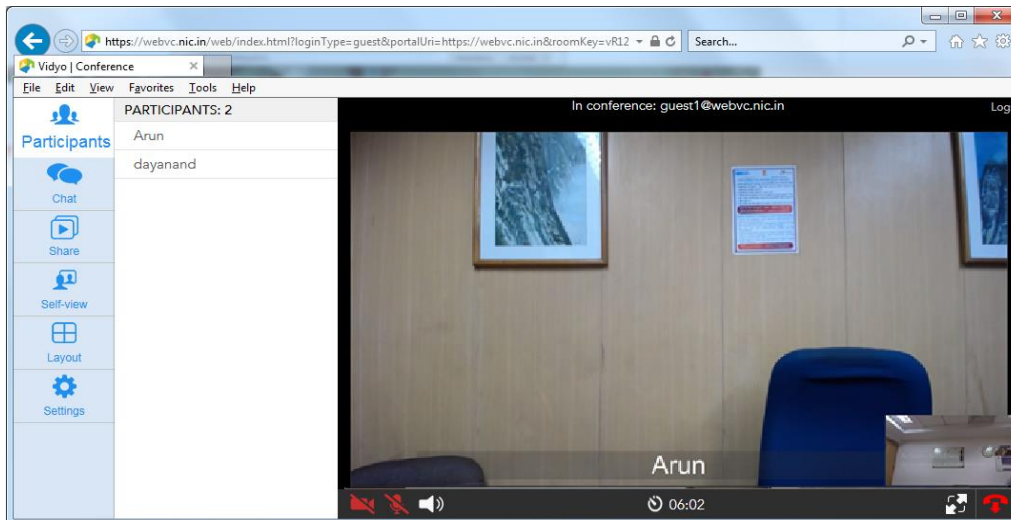 https://webvc.nic.in/web/index.html?loginType=guest&portalUri=https://webvc.nic.in&roomKey=vR12
Search...
Vidyo | Conference
File Edit View Favorites Tools Help
PARTICIPANTS: 2
In conference: guest1@webvc.nic.in
Log
Participants
Arun
dayanand
Chat
Share
Self-view
Layout
Settings
Arun
06:02